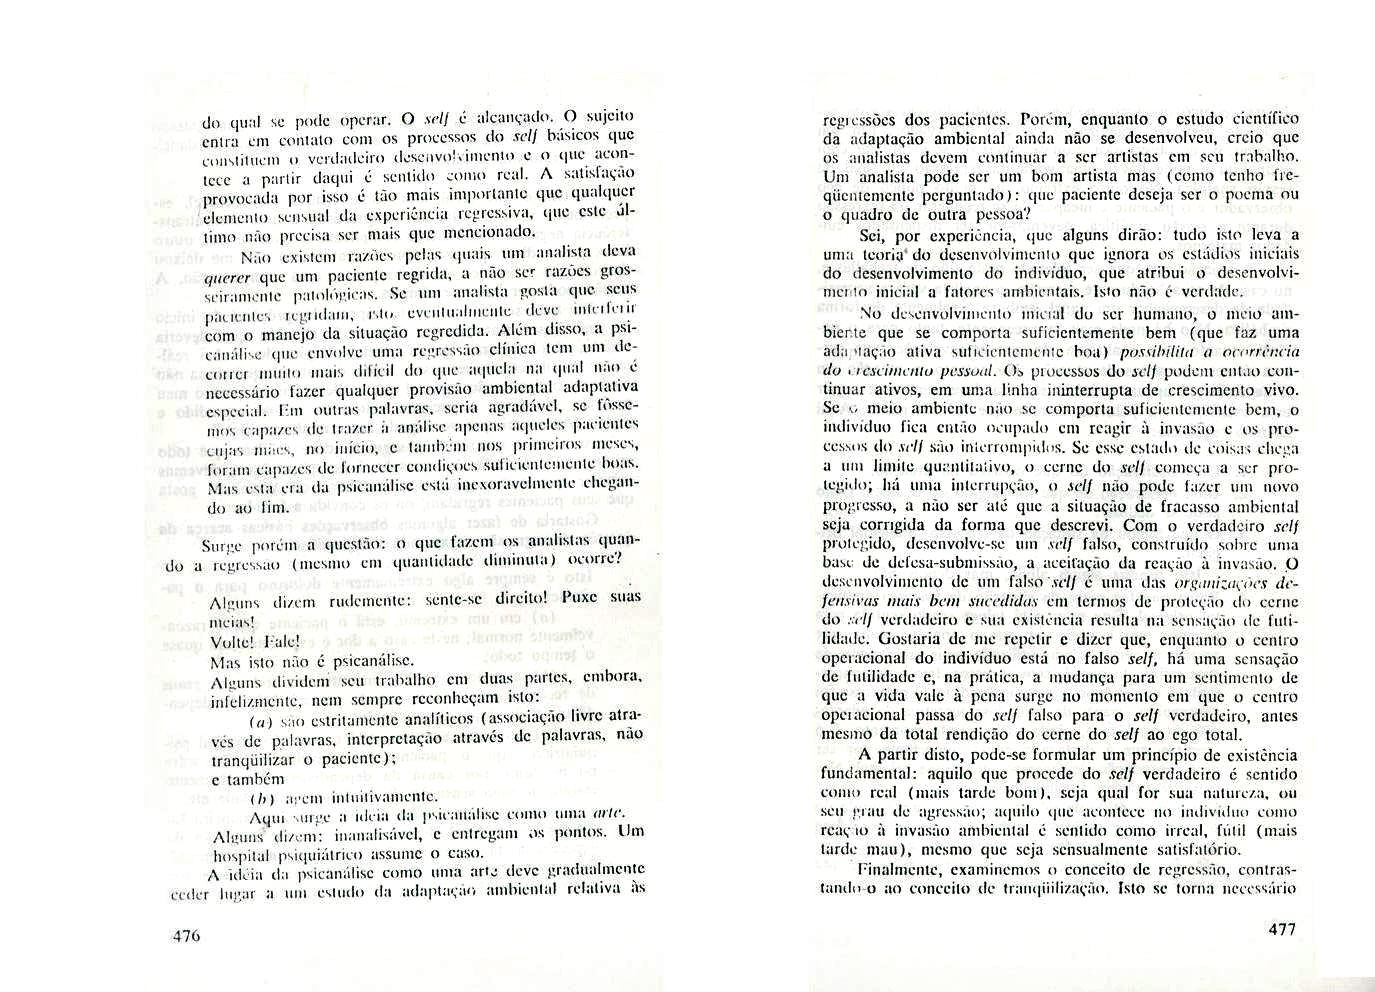 do qual se pode operar. O self é alcançado. O sujeito
entra em contato com os processos do self básicos que
constituem o verdadeiro desenvolvimento e o que acon-
tece a partir daqui é sentido como real. A satisfação
provocada por isso é tão mais importante que qualquer
elemento sensual da experiência regressiva, que este úl-
timo não precisa ser mais que mencionado.
Não existem razões pelas quais um analista deva
querer que um paciente regrida, a não ser razões gros-
seiramente patológicas. Se um analista gosta que seus
pacientes regridam, isto eventualmente deve interferir
com o manejo da situação regredida. Além disso, a psi-
canálise que envolve uma regressão clínica tem um de-
correr muito mais difícil do que aquela na qual não é
necessário fazer qualquer provisão ambiental adaptativa
especial. Em outras palavras, seria agradável, se fôsse-
mos capazes de trazer à análise apenas aqueles pacientes
cujas mães, no início, e também nos primeiros meses,
foram capazes de fornecer condições suficientemente boas.
Mas esta era da psicanálise está inexoravelmente chegan-
do ao fim.
Surge porém a questão: o que fazem os analistas quan-
do a regressão (mesmo em quantidade diminuta) ocorre?
Alguns dizem rudemente: sente-se direito! Puxe suas
meias!
Volte! Fale!
Mas isto não é psicanálise.
Alguns dividem seu trabalho em duas partes, embora,
infelizmente, nem sempre reconheçam isto:
(a) são estritamente analíticos (associação livre atra-
vés de palavras, interpretação através de palavras, não
tranqüilizar o paciente);
e também
(b) agem intuitivamente.
Aqui surge a idéia da psicanálise como uma arte.
Alguns dizem: inanalisável, e entregam os pontos. Um
hospital psiquiátrico assume o caso.
A idéia da psicanálise como uma arte deve gradualmente
ceder lugar a um estudo da adaptação ambiental relativa às
476
regressões dos pacientes. Porém, enquanto o estudo científico
da adaptação ambiental ainda não se desenvolveu, creio que
os analistas devem continuar a ser artistas em seu trabalho.
Um analista pode ser um bom artista mas (como tenho fre-
qüentemente perguntado): que paciente deseja ser o poema ou
o quadro de outra pessoa?
Sei, por experiência, que alguns dirão: tudo isto leva a
uma teoria do desenvolvimento que ignora os estádios iniciais
do desenvolvimento do indivíduo, que atribui o desenvolvi-
mento inicial a fatores ambientais. Isto não é verdade.
No desenvolvimento inicial do ser humano, o meio am-
biente que se comporta suficientemente bem (que faz uma
adaptação ativa suficientemente boa) possibilita a ocorrência
do crescimento pessoal. Os processos do self podem então con-
tinuar ativos, em uma linha ininterrupta de crescimento vivo.
Se o meio ambiente não se comporta suficientemente bem, o
indivíduo fica então ocupado em reagir à invasão e os pro-
cessos do self são interrompidos. Se esse estado de coisas chega
a um limite quantitativo, o cerne do self começa a ser pro-
tegido; há uma interrupção, o self não pode fazer um novo
progresso, a não ser até que a situação de fracasso ambiental
seja corrigida da forma que descrevi. Com o verdadeiro self
protegido, desenvolve-se um self falso, construído sobre uma
base de defesa-submissão, a aceitação da reação à invasão. O
desenvolvimento de um falso self é uma das organizações de-
fensivas mais bem sucedidas em termos de proteção do cerne
do self verdadeiro e sua existência resulta na sensação de futi-
lidade. Gostaria de me repetir e dizer que, enquanto o centro
operacional do indivíduo está no falso self, há uma sensação
de futilidade e, na prática, a mudança para um sentimento de
que a vida vale à pena surge no momento em que o centro
operacional passa do self falso para o self verdadeiro, antes
mesmo da total rendição do cerne do self ao ego total.
A partir disto, pode-se formular um princípio de existência
fundamental: aquilo que procede do self verdadeiro é sentido
como real (mais tarde bom), seja qual for sua natureza, ou
seu grau de agressão; aquilo que acontece no indivíduo como
reação à invasão ambiental é sentido como irreal, fútil (mais
tarde mau), mesmo que seja sensualmente satisfatório.
Finalmente, examinemos o conceito de regressão, contras-
tando-o ao conceito de tranqüilização. Isto se torna necessário
477